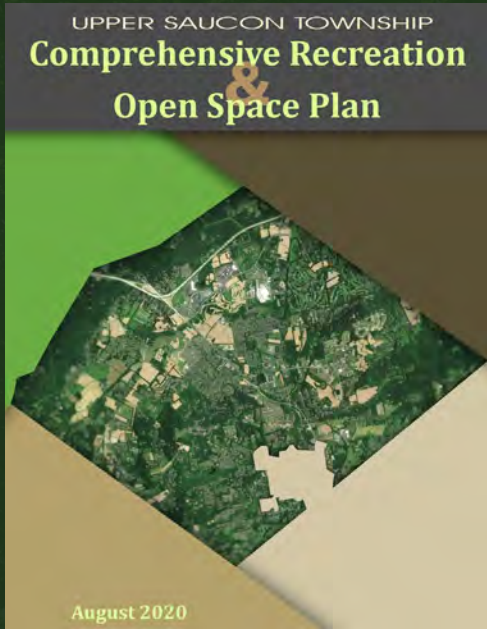 UPPER SAUCON TOWNSHIP
Comprehensive Recreation
&
Open Space Plan
August 2020